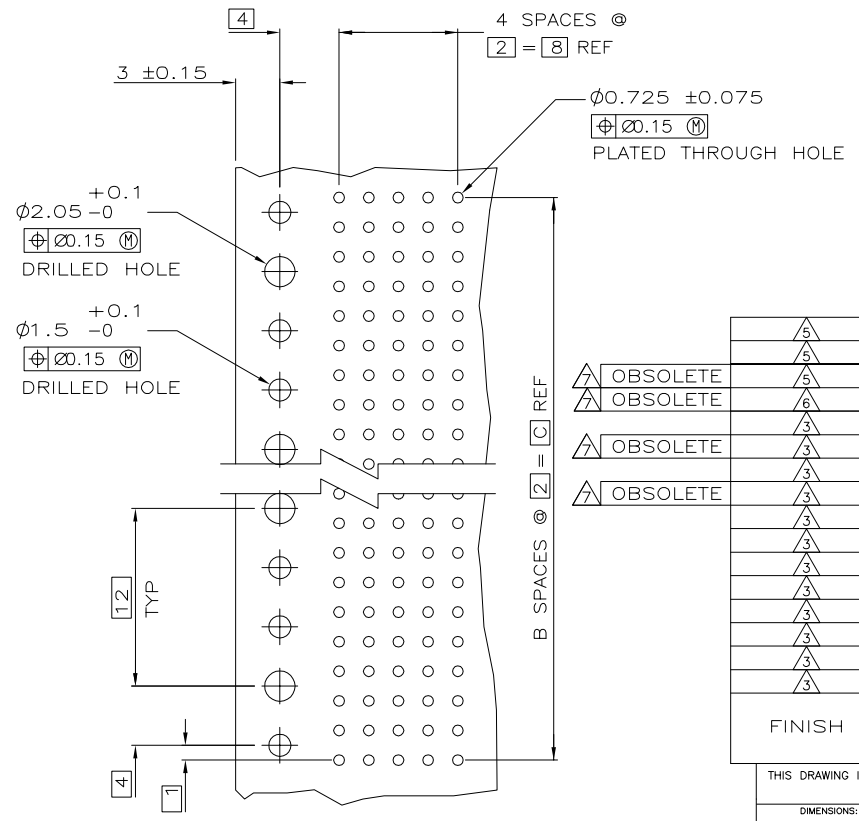 4
4 SPACES @
2 = 8 REF
3 ±0.15
Ø0.725 ±0.075
⌖ Ø0.15 Ⓜ
PLATED THROUGH HOLE
+0.1
Ø2.05 -0
⌖ Ø0.15 Ⓜ
DRILLED HOLE
+0.1
Ø1.5 -0
⌖ Ø0.15 Ⓜ
DRILLED HOLE
B SPACES @ 2 = C REF
12
TYP
4
1
5
5
7 OBSOLETE 5
7 OBSOLETE 6
3
7 OBSOLETE 3
3
7 OBSOLETE 3
3
3
3
3
3
3
3
3
FINISH
THIS DRAWING
DIMENSIONS: